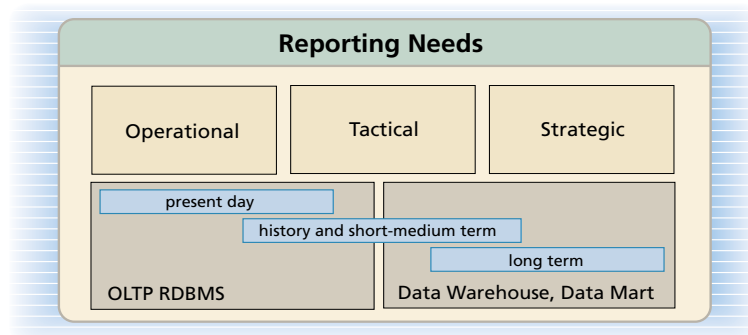 Reporting Needs
Operational
Tactical
Strategic
present day
history and short-medium term
long term
OLTP RDBMS
Data Warehouse, Data Mart